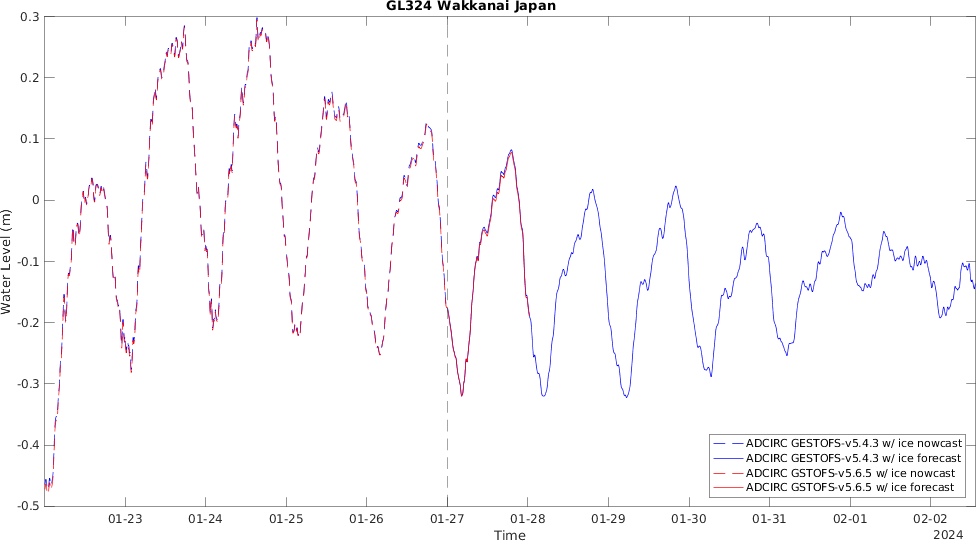 GL324 Wakkanai Japan
0.3
0.2
0.1
0
-0.1
-0.2
-0.3
-0.4
-0.5
Water Level (m)
ADCIRC GESTOFS-v5.4.3 w/ ice nowcast
ADCIRC GESTOFS-v5.4.3 w/ ice forecast
ADCIRC GSTOFS-v5.6.5 w/ ice nowcast
ADCIRC GSTOFS-v5.6.5 w/ ice forecast
01-23 01-24 01-25 01-26 01-27 01-28 01-29 01-30 01-31 02-01 02-02
Time
2024